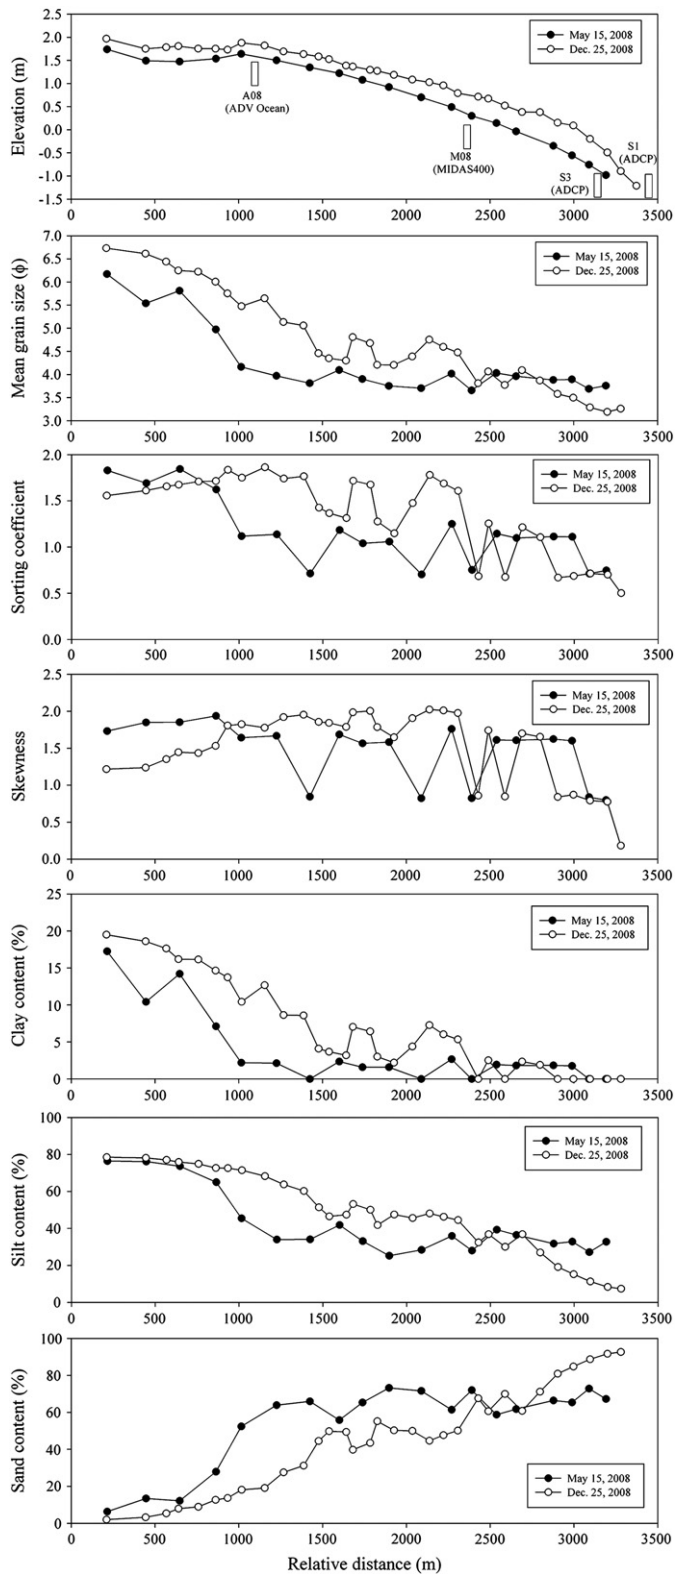 2.5
2.0
1.5
1.0
0.5
0.0
-0.5
-1.0
-1.5
Elevation (m)
May 15, 2008
Dec. 25, 2008
A08
(ADV Ocean)
M08
(MIDAS400)
S3
(ADCP)
S1
(ADCP)
0 500 1000 1500 2000 2500 3000 3500
7.0
6.5
6.0
5.5
5.0
4.5
4.0
3.5
3.0
Mean grain size (ϕ)
May 15, 2008
Dec. 25, 2008
0 500 1000 1500 2000 2500 3000 3500
2.0
1.5
1.0
0.5
0.0
Sorting coefficient
May 15, 2008
Dec. 25, 2008
0 500 1000 1500 2000 2500 3000 3500
2.5
2.0
1.5
1.0
0.5
0.0
Skewness
May 15, 2008
Dec. 25, 2008
0 500 1000 1500 2000 2500 3000 3500
25
20
15
10
5
0
Clay content (%)
May 15, 2008
Dec. 25, 2008
0 500 1000 1500 2000 2500 3000 3500
100
80
60
40
20
0
Silt content (%)
May 15, 2008
Dec. 25, 2008
0 500 1000 1500 2000 2500 3000 3500
100
80
60
40
20
0
Sand content (%)
May 15, 2008
Dec. 25, 2008
0 500 1000 1500 2000 2500 3000 3500
Relative distance (m)